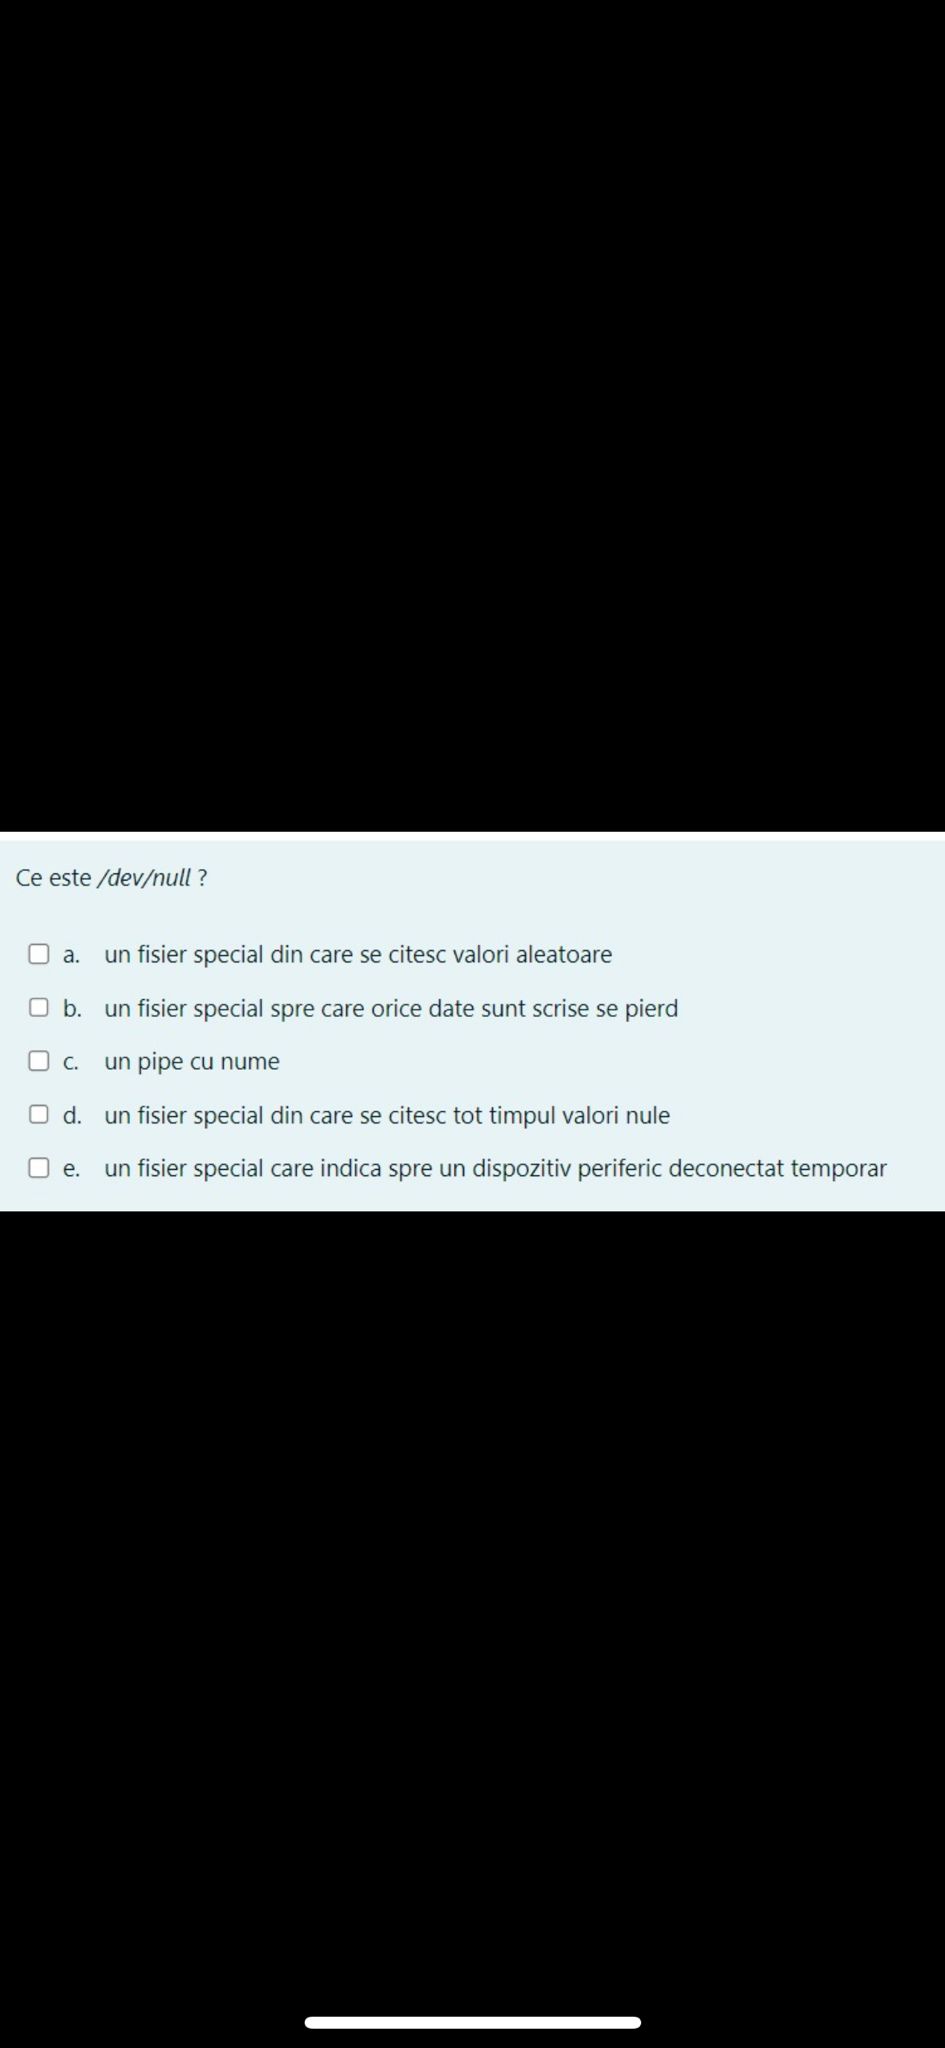 Ce este /dev/null ?
a. un fisier special din care se citesc valori aleatoare
b. un fisier special spre care orice date sunt scrise se pierd
c. un pipe cu nume
d. un fisier special din care se citesc tot timpul valori nule
e. un fisier special care indica spre un dispozitiv periferic deconectat temporar